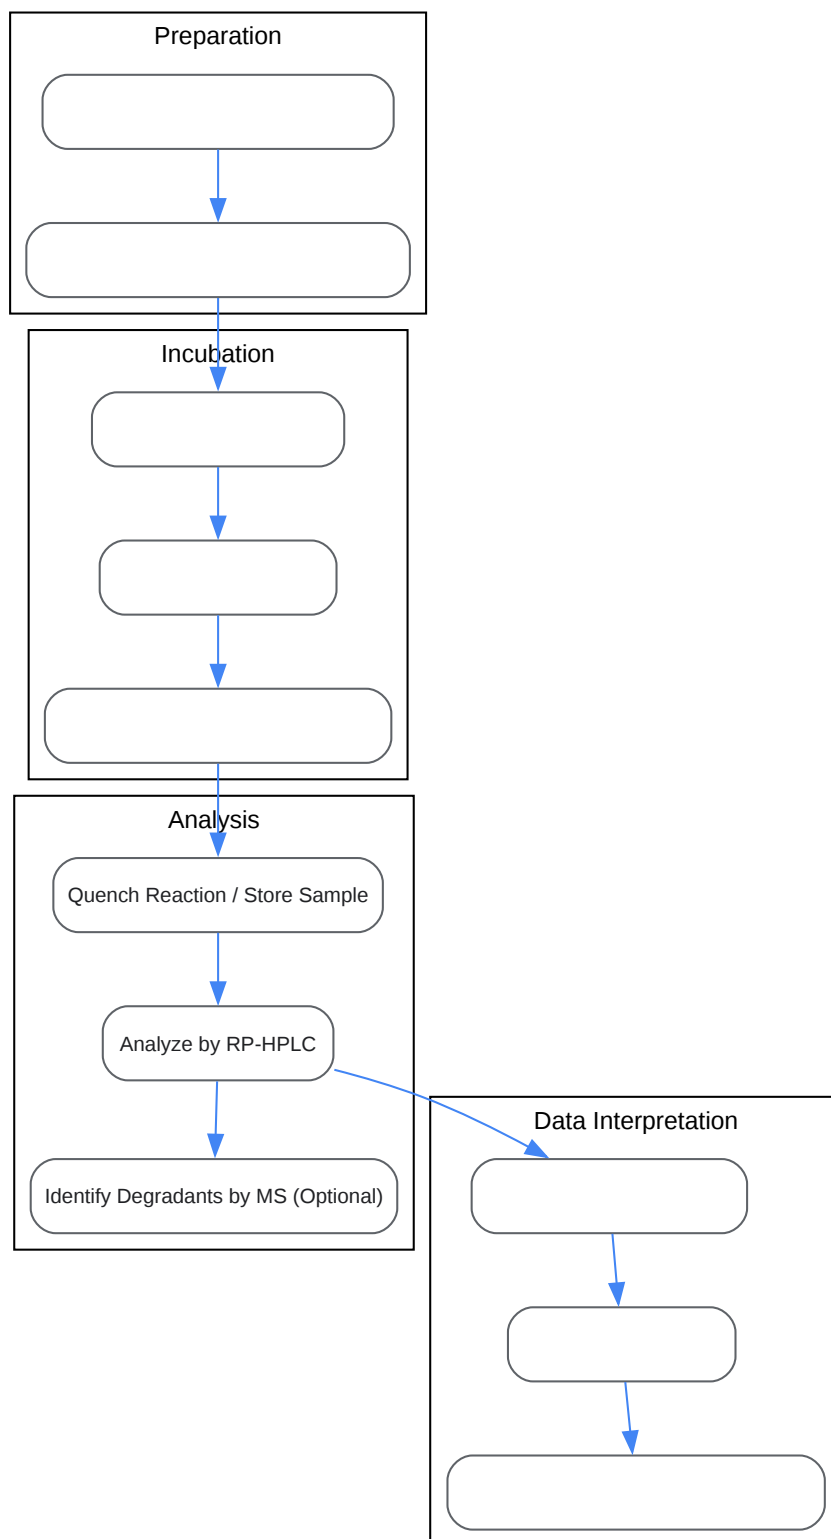 Preparation
Incubation
Analysis
Quench Reaction / Store Sample
Analyze by RP-HPLC
Data Interpretation
Identify Degradants by MS (Optional)